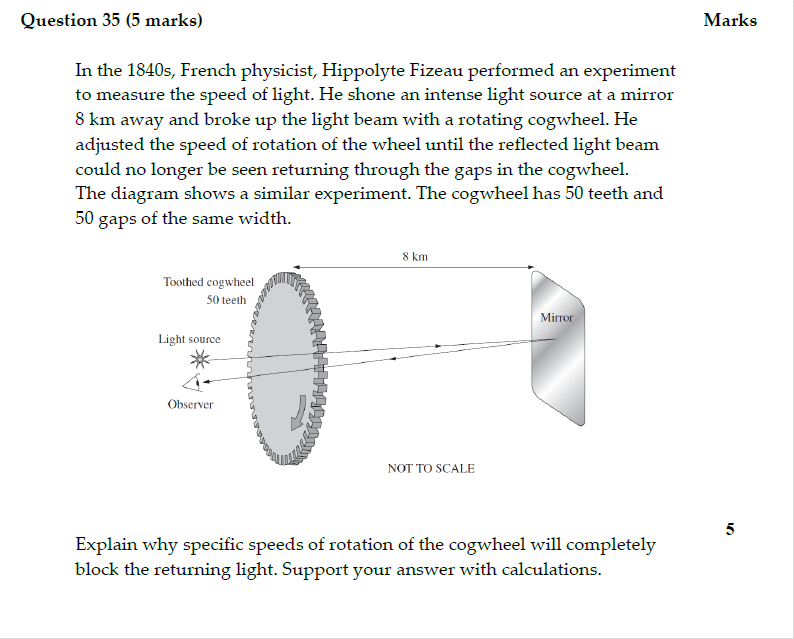 Question 35 (5 marks) Marks
In the 1840s, French physicist, Hippolyte Fizeau performed an experiment
to measure the speed of light. He shone an intense light source at a mirror
8 km away and broke up the light beam with a rotating cogwheel. He
adjusted the speed of rotation of the wheel until the reflected light beam
could no longer be seen returning through the gaps in the cogwheel.
The diagram shows a similar experiment. The cogwheel has 50 teeth and
50 gaps of the same width.
8 km
Toothed cogwheel
50 teeth
Mirror
Light source
Observer
NOT TO SCALE
5
Explain why specific speeds of rotation of the cogwheel will completely
block the returning light. Support your answer with calculations.